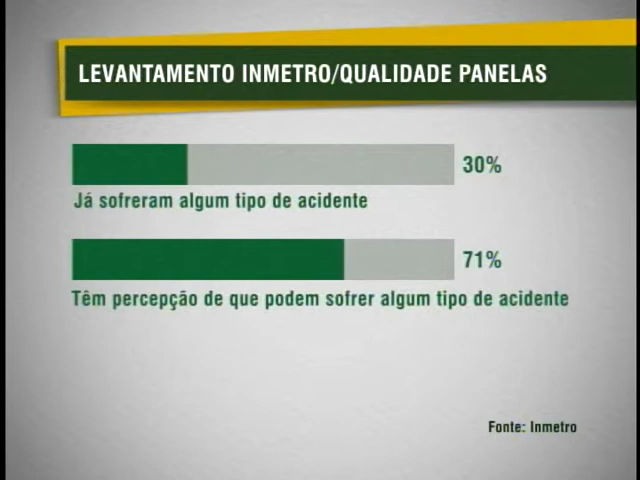 LEVANTAMENTO INMETRO/QUALIDADE PANELAS
30%
Já sofreram algum tipo de acidente
71%
Têm percepção de que podem sofrer algum tipo de acidente
Fonte: Inmetro